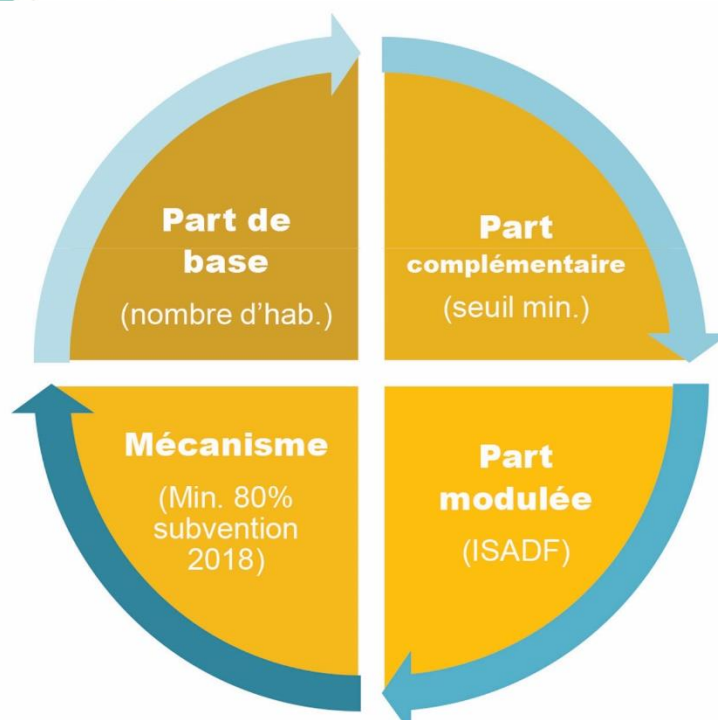 Part de
base
(nombre d'hab.)
Part
complémentaire
(seuil min.)
Part
modulée
(ISADF)
Mécanisme
(Min. 80%
subvention
2018)